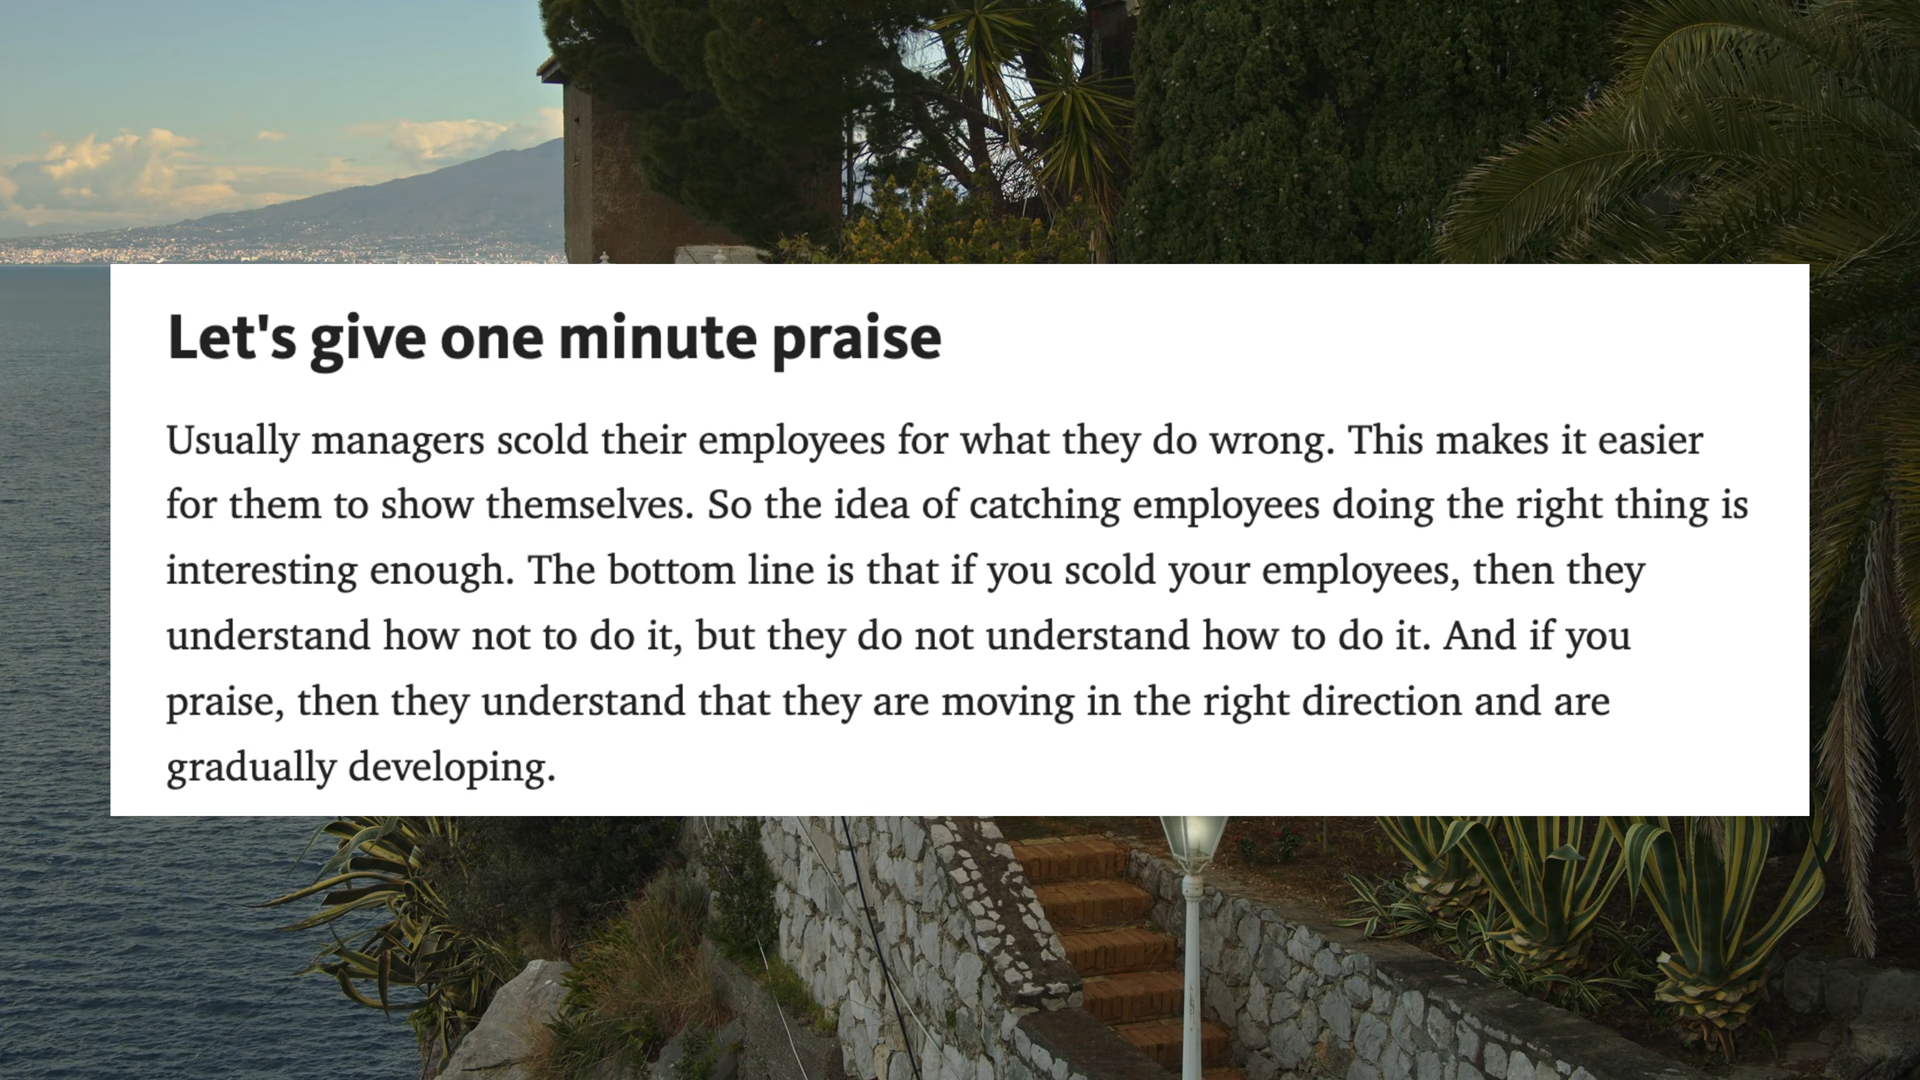 Let's give one minute praise
Usually managers scold their employees for what they do wrong. This makes it easier
for them to show themselves. So the idea of catching employees doing the right thing is
interesting enough. The bottom line is that if you scold your employees, then they
understand how not to do it, but they do not understand how to do it. And if you
praise, then they understand that they are moving in the right direction and are
gradually developing.